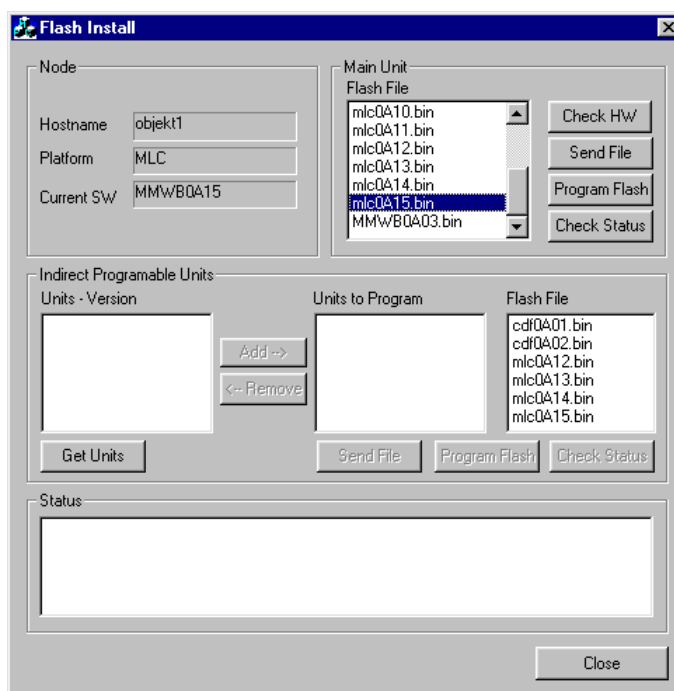 Flash Install
Node
Hostname
objekt1
Platform
MLC
Current SW
MMWB0A15
Main Unit
Flash File
mlc0A10.bin
mlc0A11.bin
mlc0A12.bin
mlc0A13.bin
mlc0A14.bin
mlc0A15.bin
MMWB0A03.bin
Check HW
Send File
Program Flash
Check Status
Indirect Programable Units
Units - Version
Add -->
<-- Remove
Get Units
Units to Program
Flash File
cdf0A01.bin
cdf0A02.bin
mlc0A12.bin
mlc0A13.bin
mlc0A14.bin
mlc0A15.bin
Send File
Program Flash
Check Status
Status
Close